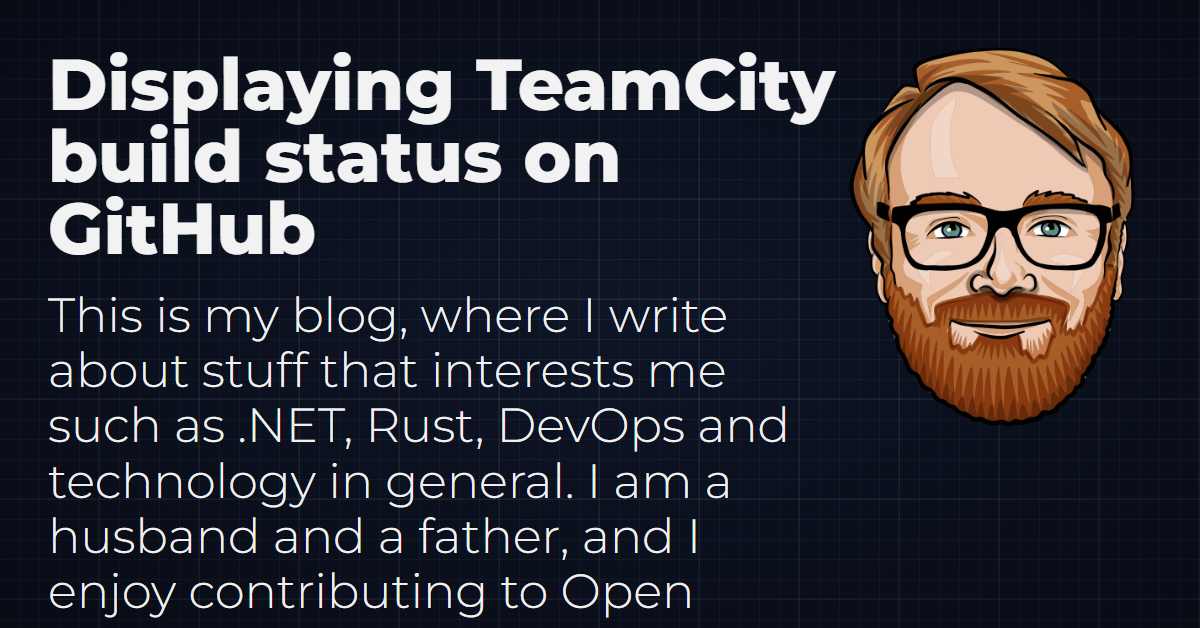 Displaying TeamCity
build status on
GitHub
This is my blog, where I write
about stuff that interests me
such as .NET, Rust, DevOps and
technology in general. I am a
husband and a father, and I
enjoy contributing to Open